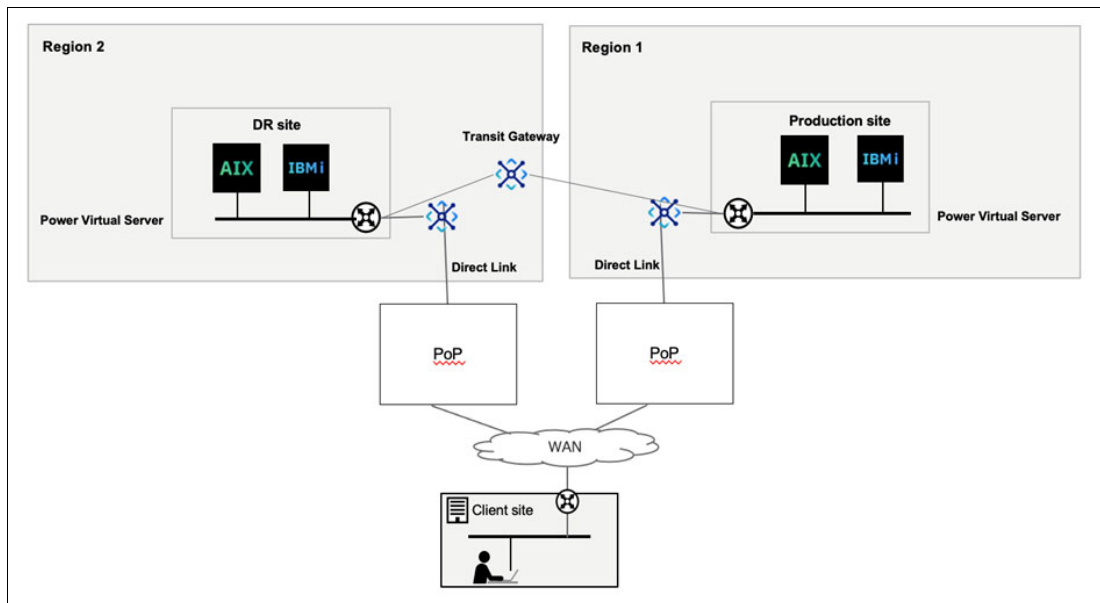 Region 2
Region 1
DR site
Production site
Transit Gateway
AIX
IBM i
AIX
IBM i
Power Virtual Server
Power Virtual Server
Direct Link
Direct Link
PoP
PoP
WAN
Client site